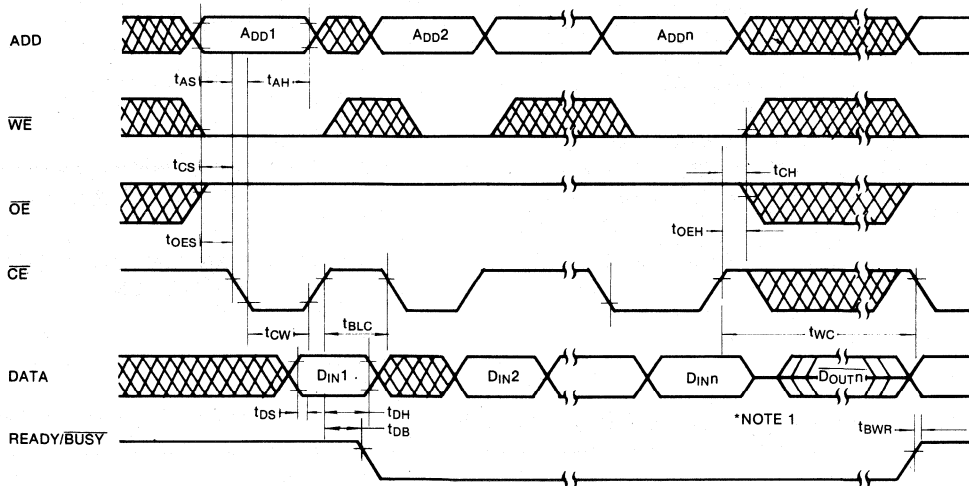 ADD
ADD1
ADD2
ADDn
tAS
tAH
WE
tCS
tCH
OE
tOES
tOEH
CE
tCW
tBLC
tWC
DATA
DIN1
DIN2
DINn
DOUTn
tDS
tDH
*NOTE 1
tDB
tBWR
READY/BUSY